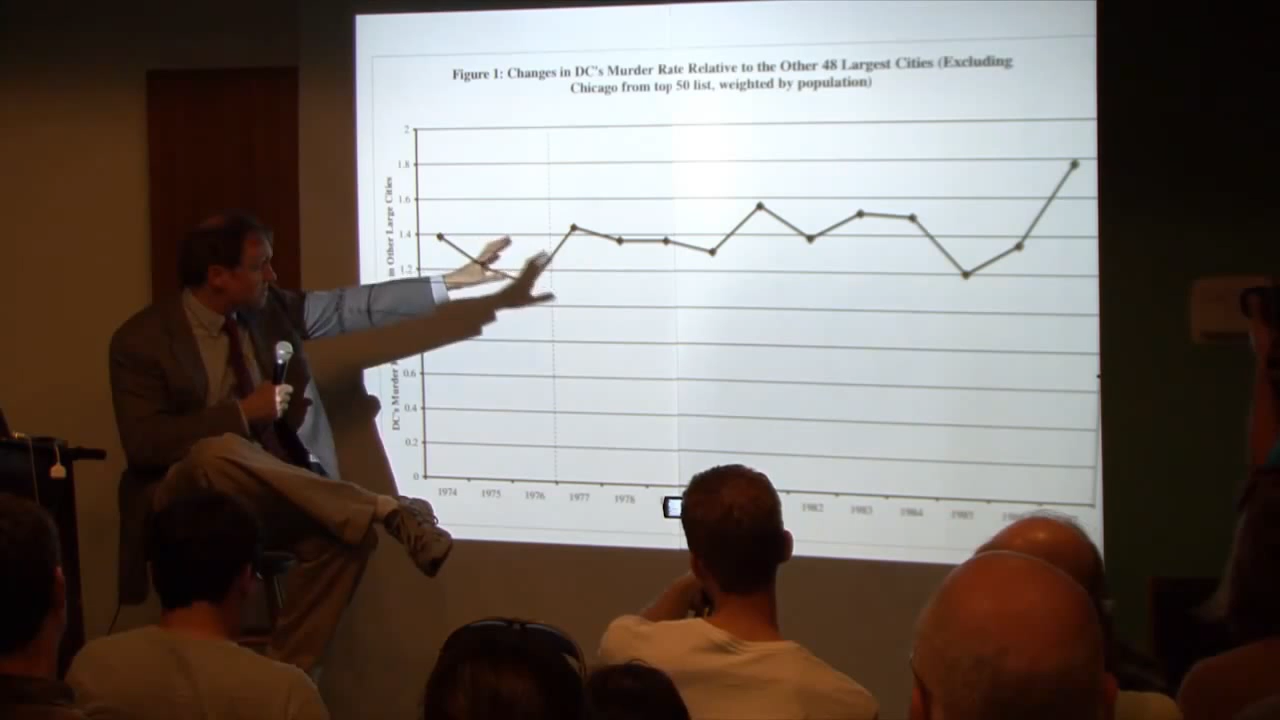 Figure 1: Changes in DC's Murder Rate Relative to the Other 48 Largest Cities (Excluding
Chicago from top 50 list, weighted by population)
2
1.8
1.6
1.4
1.2
0.6
0.4
0.2
0
DC's Murder
in Other Large Cities
1974 1975 1976 1977 1978 1982 1983 1984 1985